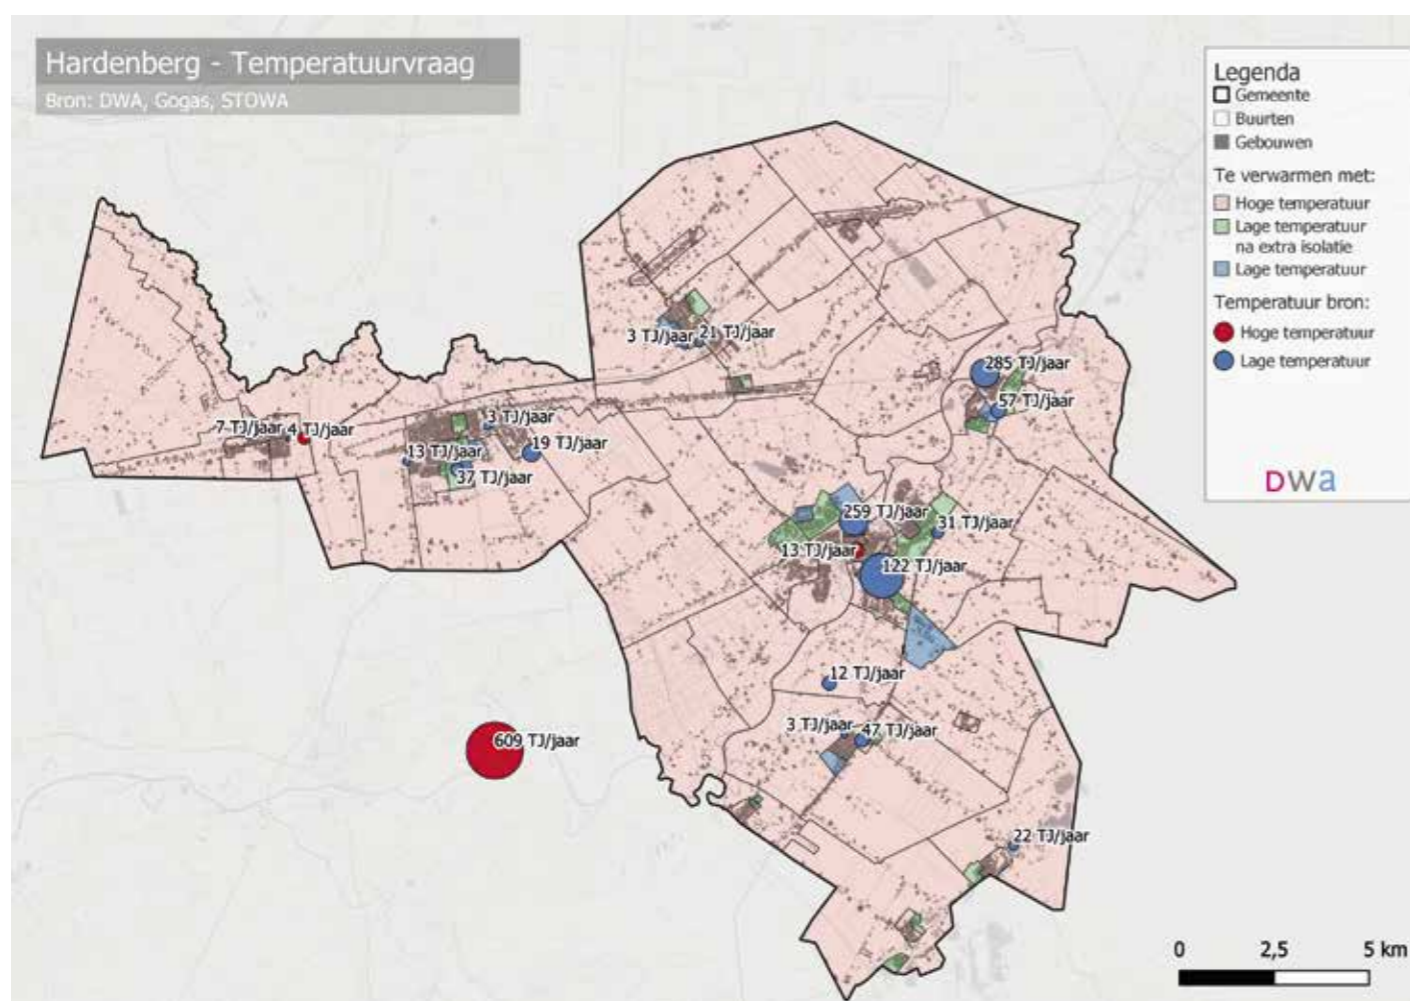 Hardenberg - Temperatuurvraag
Bron: DWA, Gogas, STOWA
Legenda
Gemeente
Buurten
Gebouwen
Te verwarmen met:
Hoge temperatuur
Lage temperatuur
na extra isolatie
Lage temperatuur
Temperatuur bron:
Hoge temperatuur
Lage temperatuur
DWA
3 TJ/jaar
21 TJ/jaar
285 TJ/jaar
57 TJ/jaar
7 TJ/jaar
4 TJ/jaar
3 TJ/jaar
13 TJ/jaar
19 TJ/jaar
37 TJ/jaar
259 TJ/jaar
31 TJ/jaar
13 TJ/jaar
122 TJ/jaar
12 TJ/jaar
3 TJ/jaar
47 TJ/jaar
609 TJ/jaar
22 TJ/jaar
0 2,5 5 km